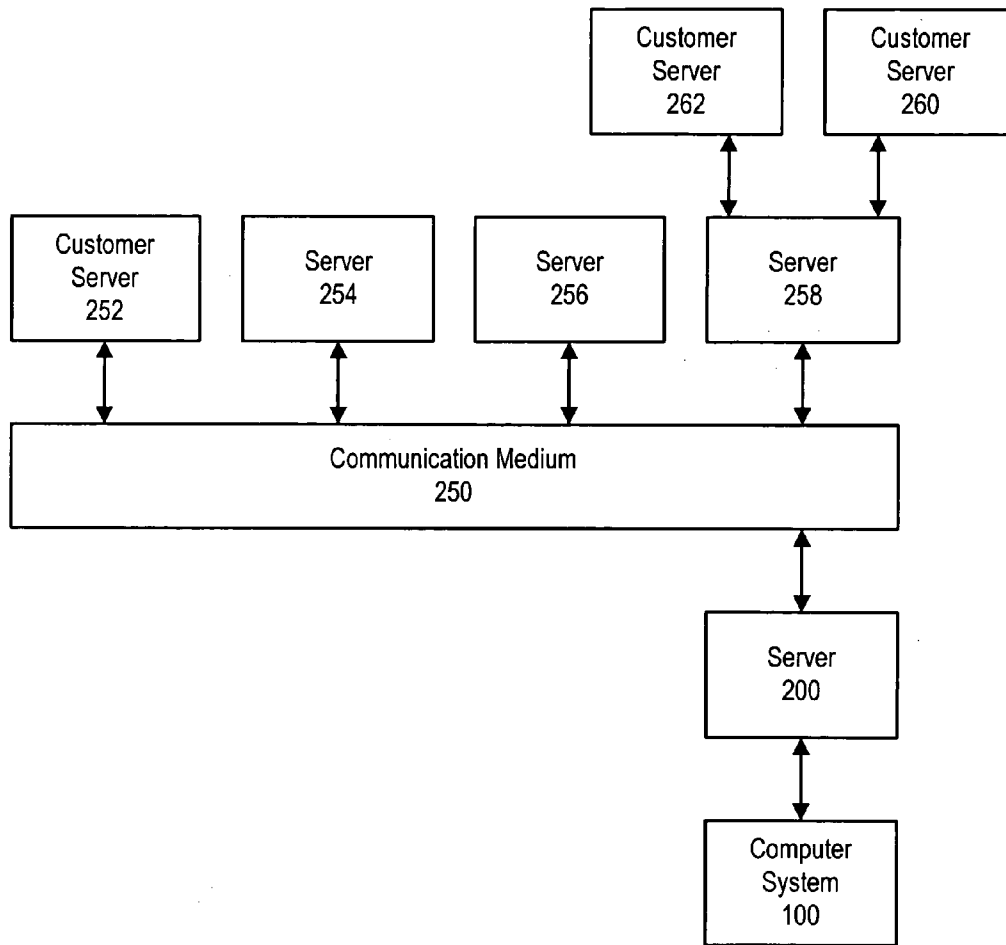 Customer
Server
262
Customer
Server
260
Customer
Server
252
Server
254
Server
256
Server
258
Communication Medium
250
Server
200
Computer
System
100